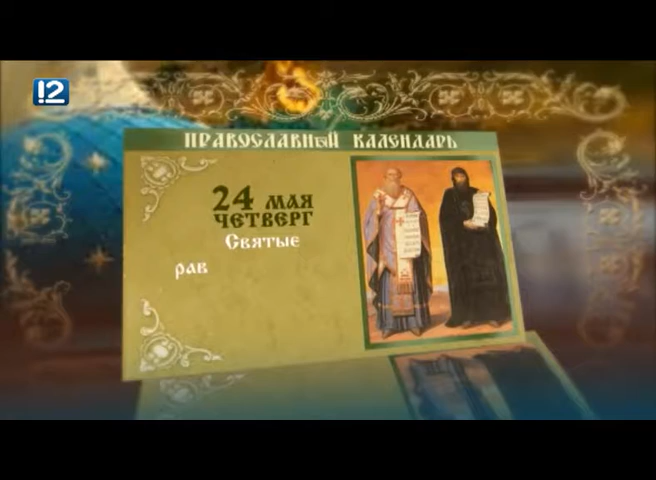 12
ПРАВОСЛАВНЫЙ КАЛЕНДАРЬ
24 МАЯ
ЧЕТВЕРГ
Святые
рав